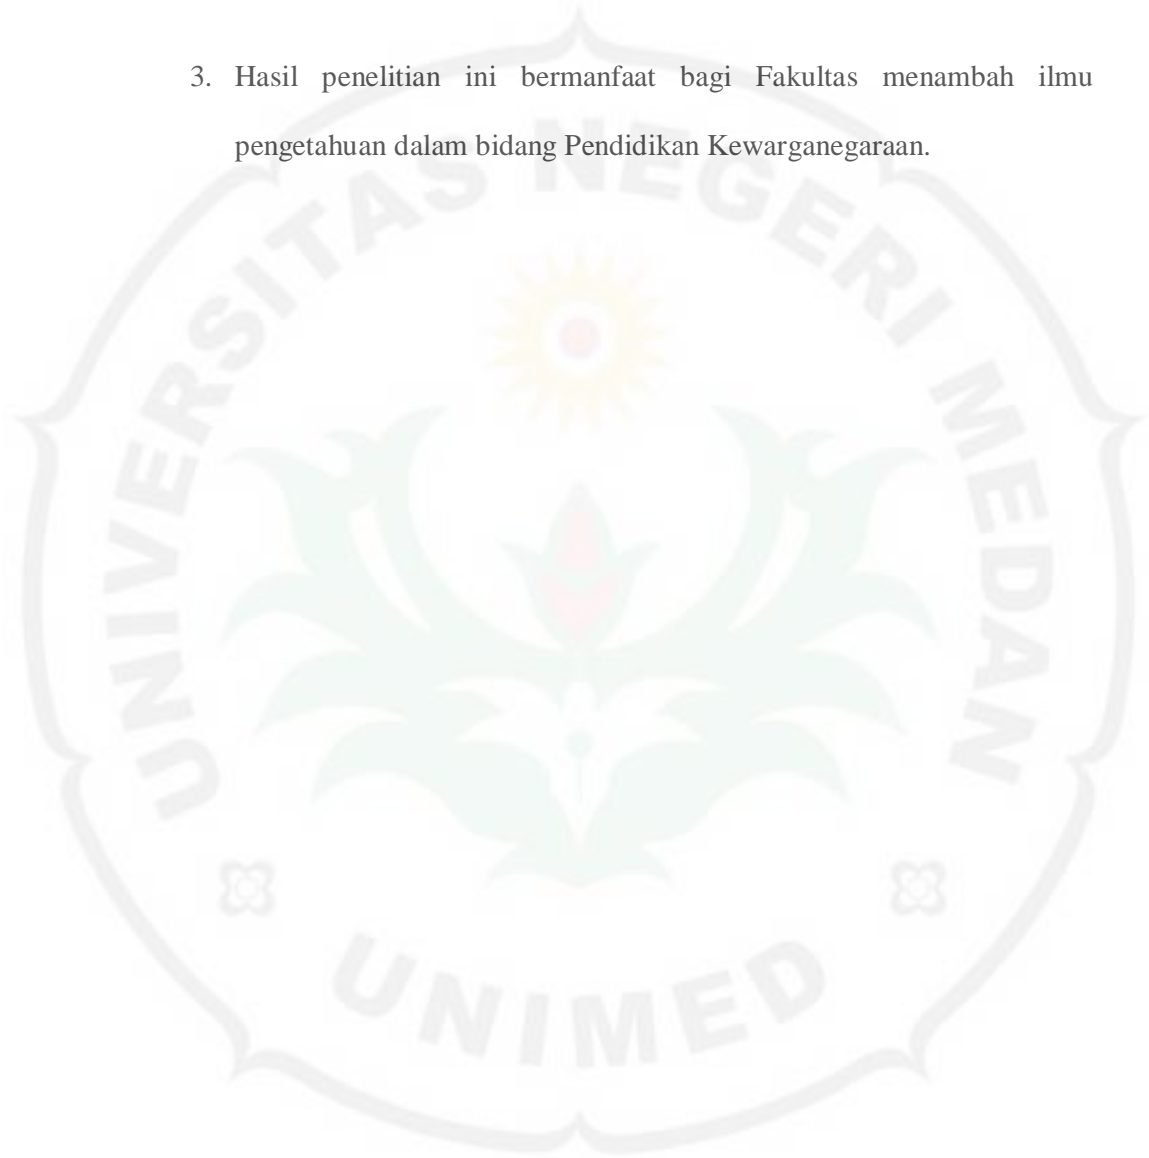 3. Hasil penelitian ini bermanfaat bagi Fakultas menambah ilmu
pengetahuan dalam bidang Pendidikan Kewarganegaraan.
UNIVERSITAS NEGERI MEDAN
UNIMED